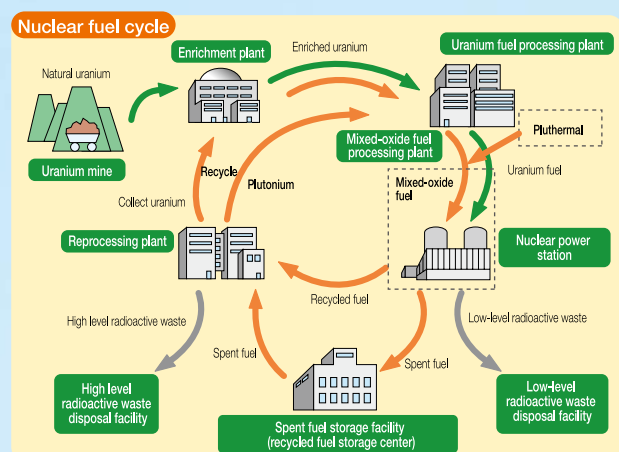 Nuclear fuel cycle
Enrichment plant
Enriched uranium
Uranium fuel processing plant
Natural uranium
Uranium mine
Mixed-oxide fuel
processing plant
Pluthermal
Recycle
Plutonium
Mixed-oxide
fuel
Uranium fuel
Collect uranium
Reprocessing plant
Nuclear power
station
Recycled fuel
High level radioactive waste
Low-level radioactive waste
Spent fuel
Spent fuel
High level
radioactive waste
disposal facility
Spent fuel storage facility
(recycled fuel storage center)
Low-level
radioactive waste
disposal facility